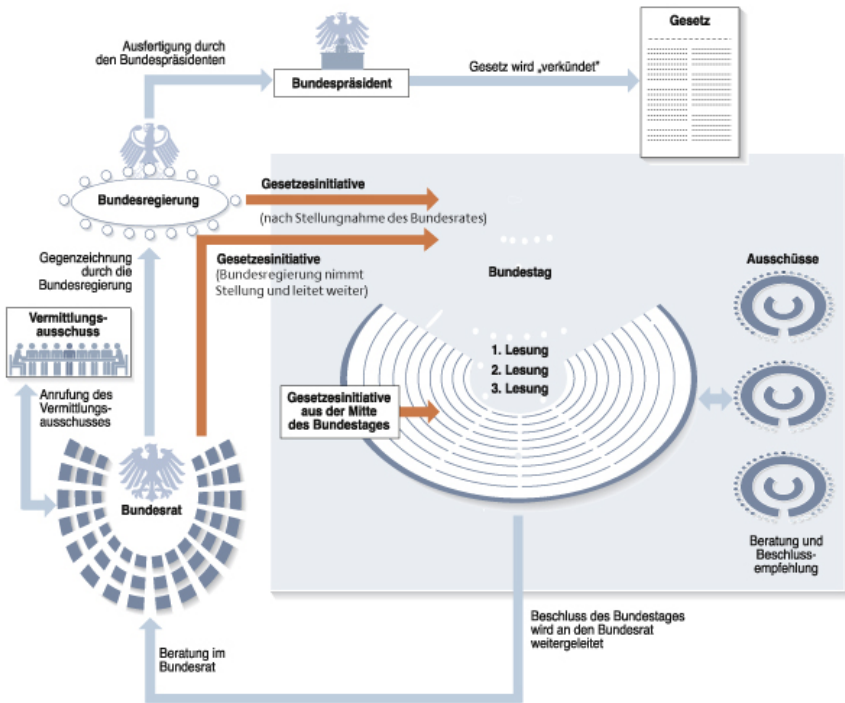 Gesetz
Ausfertigung durch
den Bundespräsidenten
Bundespräsident
Gesetz wird „verkündet"
Bundesregierung
Gesetzesinitiative
(nach Stellungnahme des Bundesrates)
Gesetzesinitiative
(Bundesregierung nimmt
Stellung und leitet weiter)
Gegenzeichnung
durch die
Bundesregierung
Bundestag
Ausschüsse
Vermittlungs-
ausschuss
1. Lesung
2. Lesung
3. Lesung
Anrufung des
Vermittlungs-
ausschusses
Gesetzesinitiative
aus der Mitte
des Bundestages
Bundesrat
Beratung und
Beschluss-
empfehlung
Beschluss des Bundestages
wird an den Bundesrat
weitergeleitet
Beratung im
Bundesrat